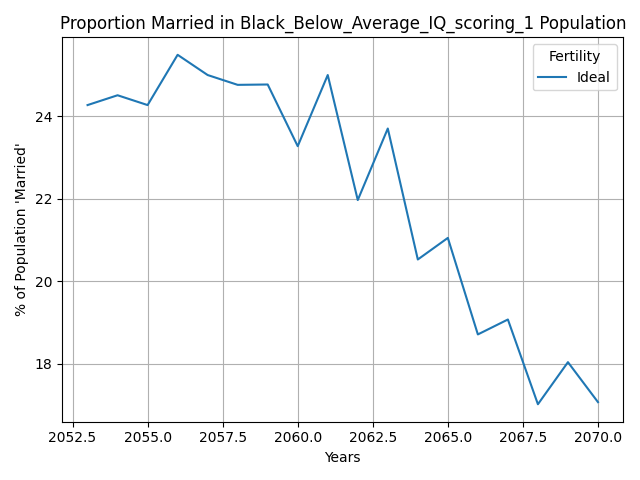 Proportion Married in Black_Below_Average_IQ_scoring_1 Population
Fertility
Ideal
% of Population 'Married'
24
22
20
18
2052.5 2055.0 2057.5 2060.0 2062.5 2065.0 2067.5 2070.0
Years